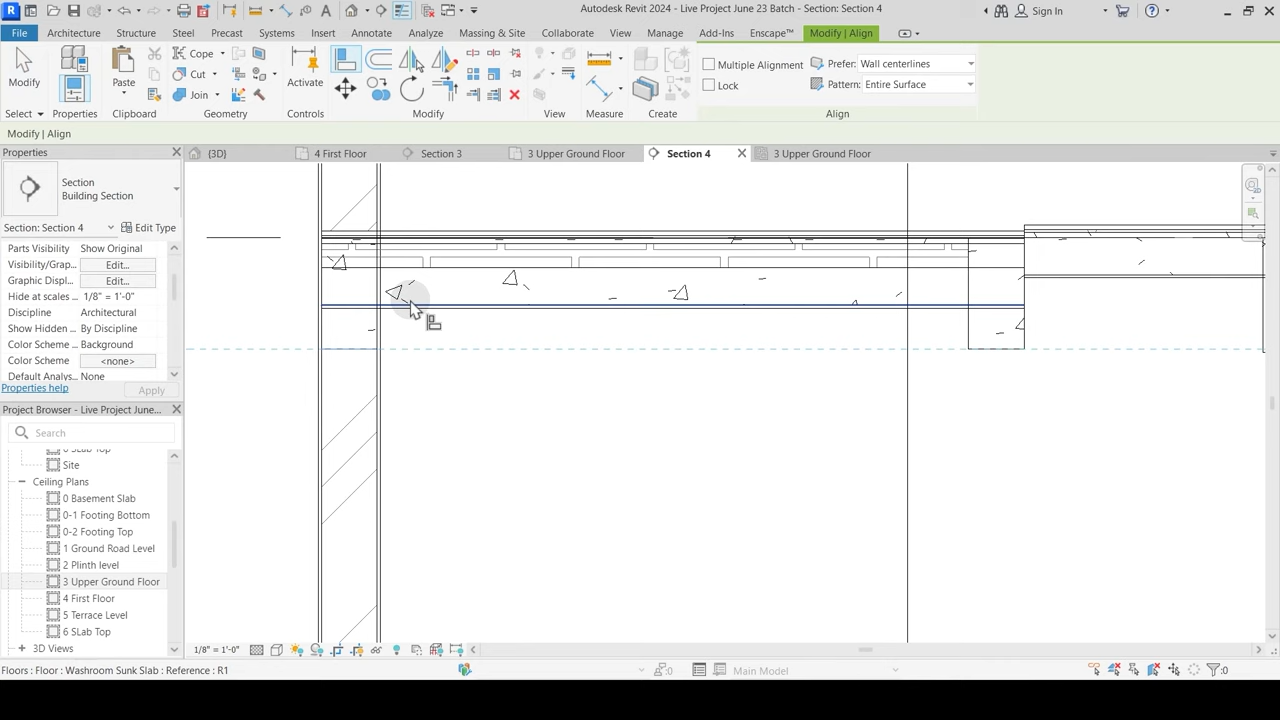 Autodesk Revit 2024 - Live Project June 23 Batch - Section: Section 4
Sign In
File Architecture Structure Steel Precast Systems Insert Annotate Analyze Massing & Site Collaborate View Manage Add-Ins Enscape™ Modify | Align
Modify
Paste
Cope
Cut
Join
Activate
Multiple Alignment
Lock
Prefer: Wall centerlines
Pattern: Entire Surface
Select Properties Clipboard Geometry Controls Modify View Measure Create Align
Modify | Align
Properties
{3D} 4 First Floor Section 3 3 Upper Ground Floor Section 4 3 Upper Ground Floor
Section
Building Section
Section: Section 4 Edit Type
Parts Visibility Show Original
Visibility/Grap... Edit...
Graphic Displ... Edit...
Hide at scales ... 1/8" = 1'-0"
Discipline Architectural
Show Hidden ... By Discipline
Color Scheme ... Background
Color Scheme <none>
Default Analys... None
Properties help Apply
Project Browser - Live Project June...
Search
6 SLab Top
Site
Ceiling Plans
0 Basement Slab
0-1 Footing Bottom
0-2 Footing Top
1 Ground Road Level
2 Plinth level
3 Upper Ground Floor
4 First Floor
5 Terrace Level
6 SLab Top
3D Views
1/8" = 1'-0"
Floors : Floor : Washroom Sunk Slab : Reference : R1
:0
Main Model
:0